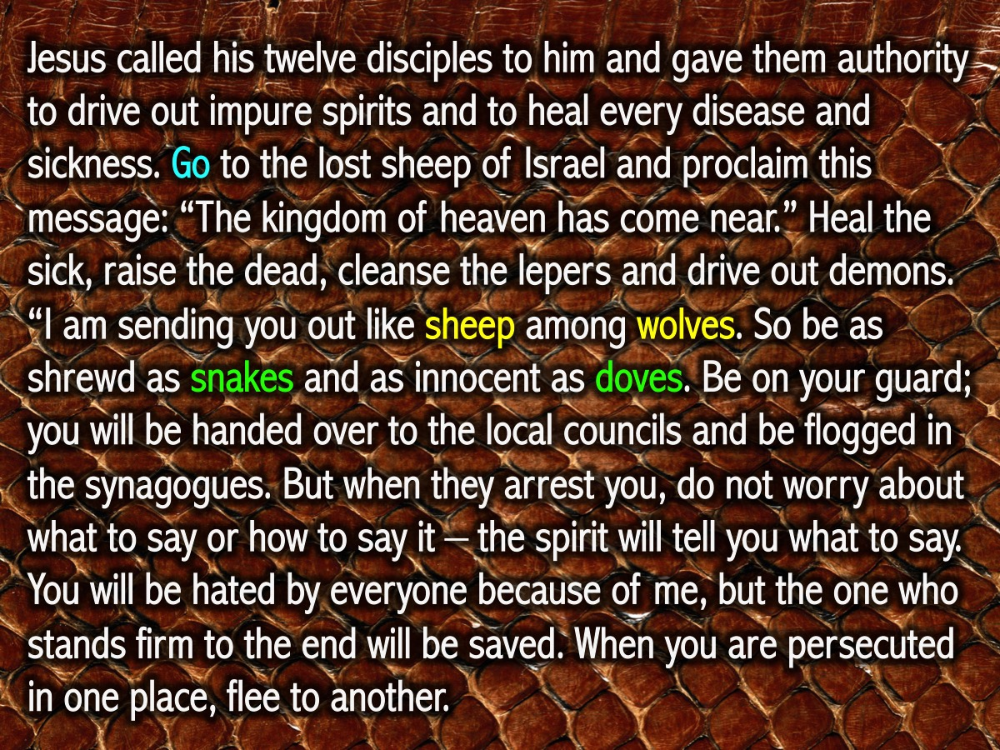 Jesus called his twelve disciples to him and gave them authority
to drive out impure spirits and to heal every disease and
sickness. Go to the lost sheep of Israel and proclaim this
message: “The kingdom of heaven has come near.” Heal the
sick, raise the dead, cleanse the lepers and drive out demons.
“I am sending you out like sheep among wolves. So be as
shrewd as snakes and as innocent as doves. Be on your guard;
you will be handed over to the local councils and be flogged in
the synagogues. But when they arrest you, do not worry about
what to say or how to say it – the spirit will tell you what to say.
You will be hated by everyone because of me, but the one who
stands firm to the end will be saved. When you are persecuted
in one place, flee to another.